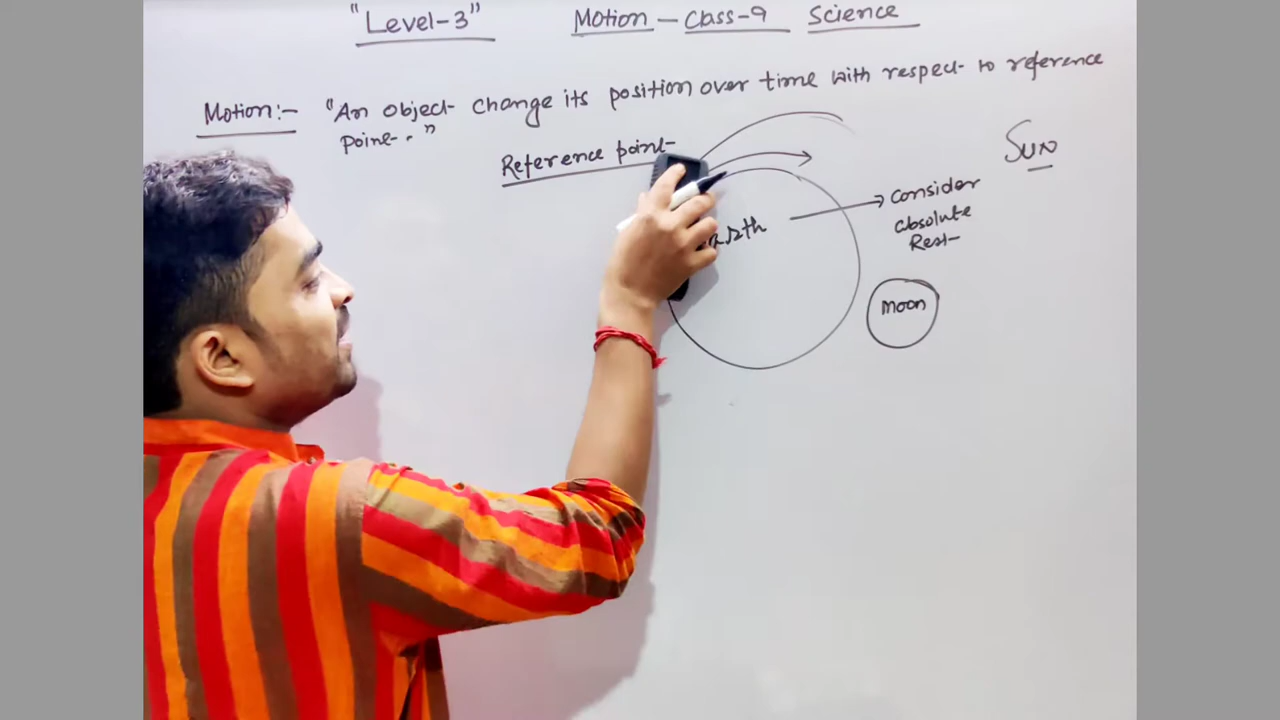 "Level-3" Motion - Class-9 Science
Motion:- "An object change its position over time with respect to reference
point. "
Reference point
Sun
Consider
Absolute
Rest
Moon